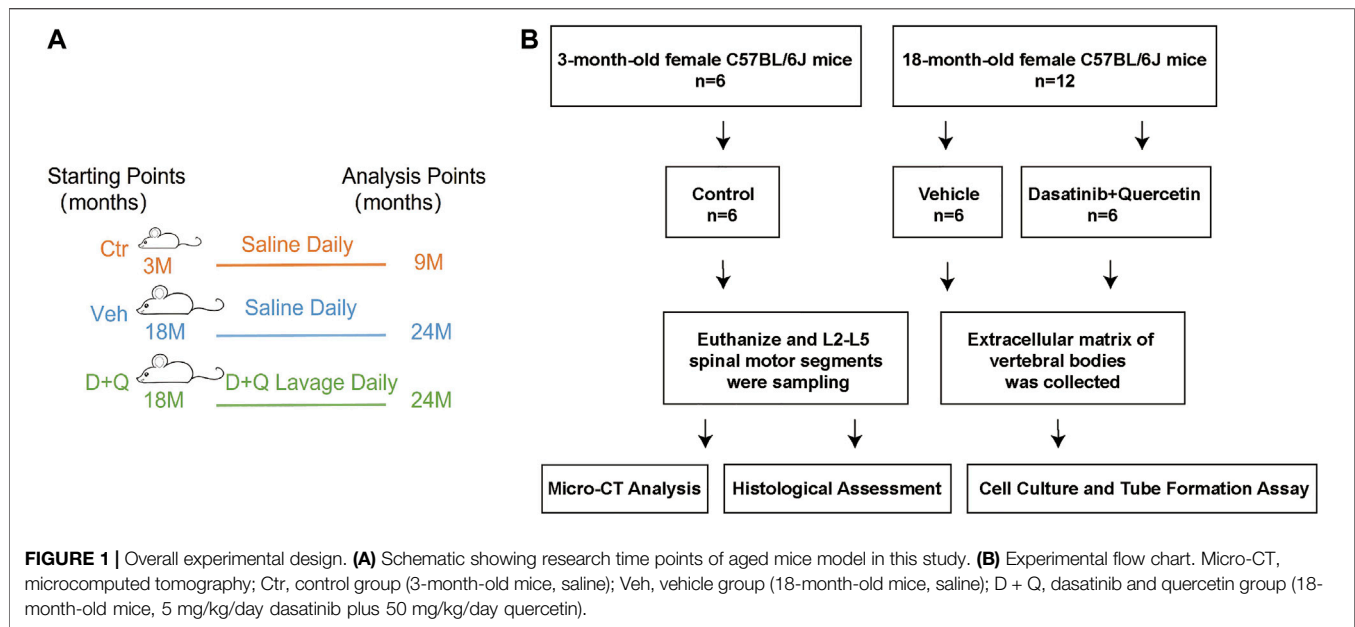 A
Starting Points
(months)
Analysis Points
(months)
Ctr
3M
Saline Daily
9M
Veh
18M
Saline Daily
24M
D+Q
18M
D+Q Lavage Daily
24M
B
3-month-old female C57BL/6J mice
n=6
18-month-old female C57BL/6J mice
n=12
Control
n=6
Vehicle
n=6
Dasatinib+Quercetin
n=6
Euthanize and L2-L5
spinal motor segments
were sampling
Extracellular matrix of
vertebral bodies
was collected
Micro-CT Analysis
Histological Assessment
Cell Culture and Tube Formation Assay
FIGURE 1 | Overall experimental design. (A) Schematic showing research time points of aged mice model in this study. (B) Experimental flow chart. Micro-CT,
microcomputed tomography; Ctr, control group (3-month-old mice, saline); Veh, vehicle group (18-month-old mice, saline); D + Q, dasatinib and quercetin group (18-
month-old mice, 5 mg/kg/day dasatinib plus 50 mg/kg/day quercetin).